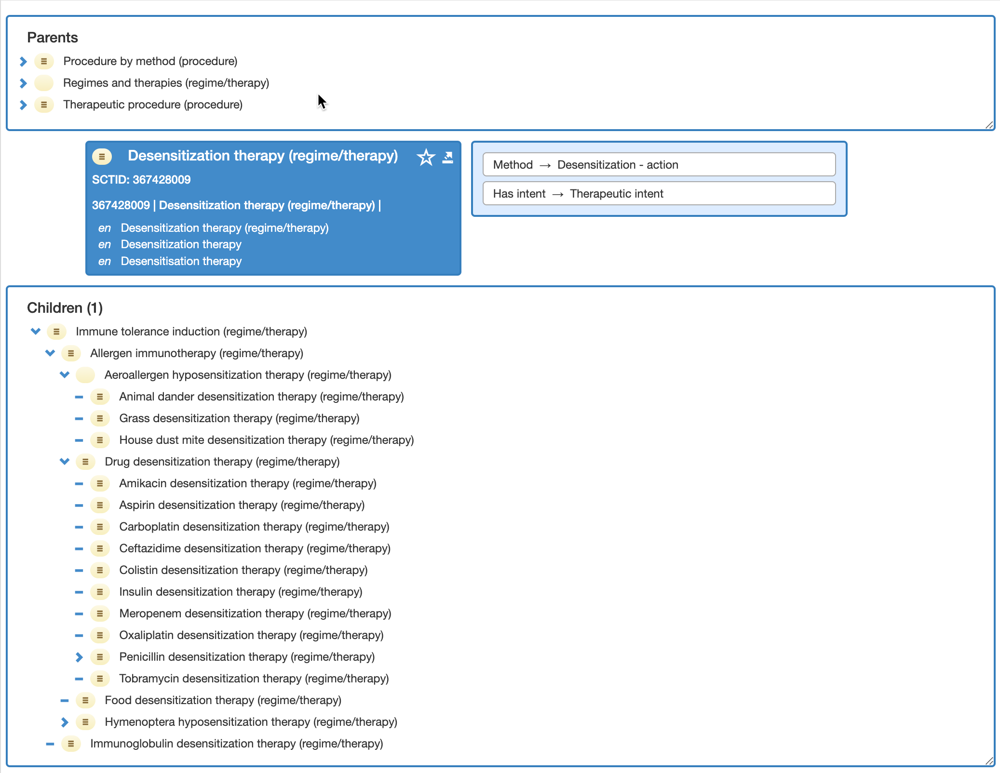 Parents
Procedure by method (procedure)
Regimes and therapies (regime/therapy)
Therapeutic procedure (procedure)
Desensitization therapy (regime/therapy)
SCTID: 367428009
367428009 | Desensitization therapy (regime/therapy) |
en Desensitization therapy (regime/therapy)
en Desensitization therapy
en Desensitisation therapy
Method → Desensitization - action
Has intent → Therapeutic intent
Children (1)
Immune tolerance induction (regime/therapy)
Allergen immunotherapy (regime/therapy)
Aeroallergen hyposensitization therapy (regime/therapy)
Animal dander desensitization therapy (regime/therapy)
Grass desensitization therapy (regime/therapy)
House dust mite desensitization therapy (regime/therapy)
Drug desensitization therapy (regime/therapy)
Amikacin desensitization therapy (regime/therapy)
Aspirin desensitization therapy (regime/therapy)
Carboplatin desensitization therapy (regime/therapy)
Ceftazidime desensitization therapy (regime/therapy)
Colistin desensitization therapy (regime/therapy)
Insulin desensitization therapy (regime/therapy)
Meropenem desensitization therapy (regime/therapy)
Oxaliplatin desensitization therapy (regime/therapy)
Penicillin desensitization therapy (regime/therapy)
Tobramycin desensitization therapy (regime/therapy)
Food desensitization therapy (regime/therapy)
Hymenoptera hyposensitization therapy (regime/therapy)
Immunoglobulin desensitization therapy (regime/therapy)